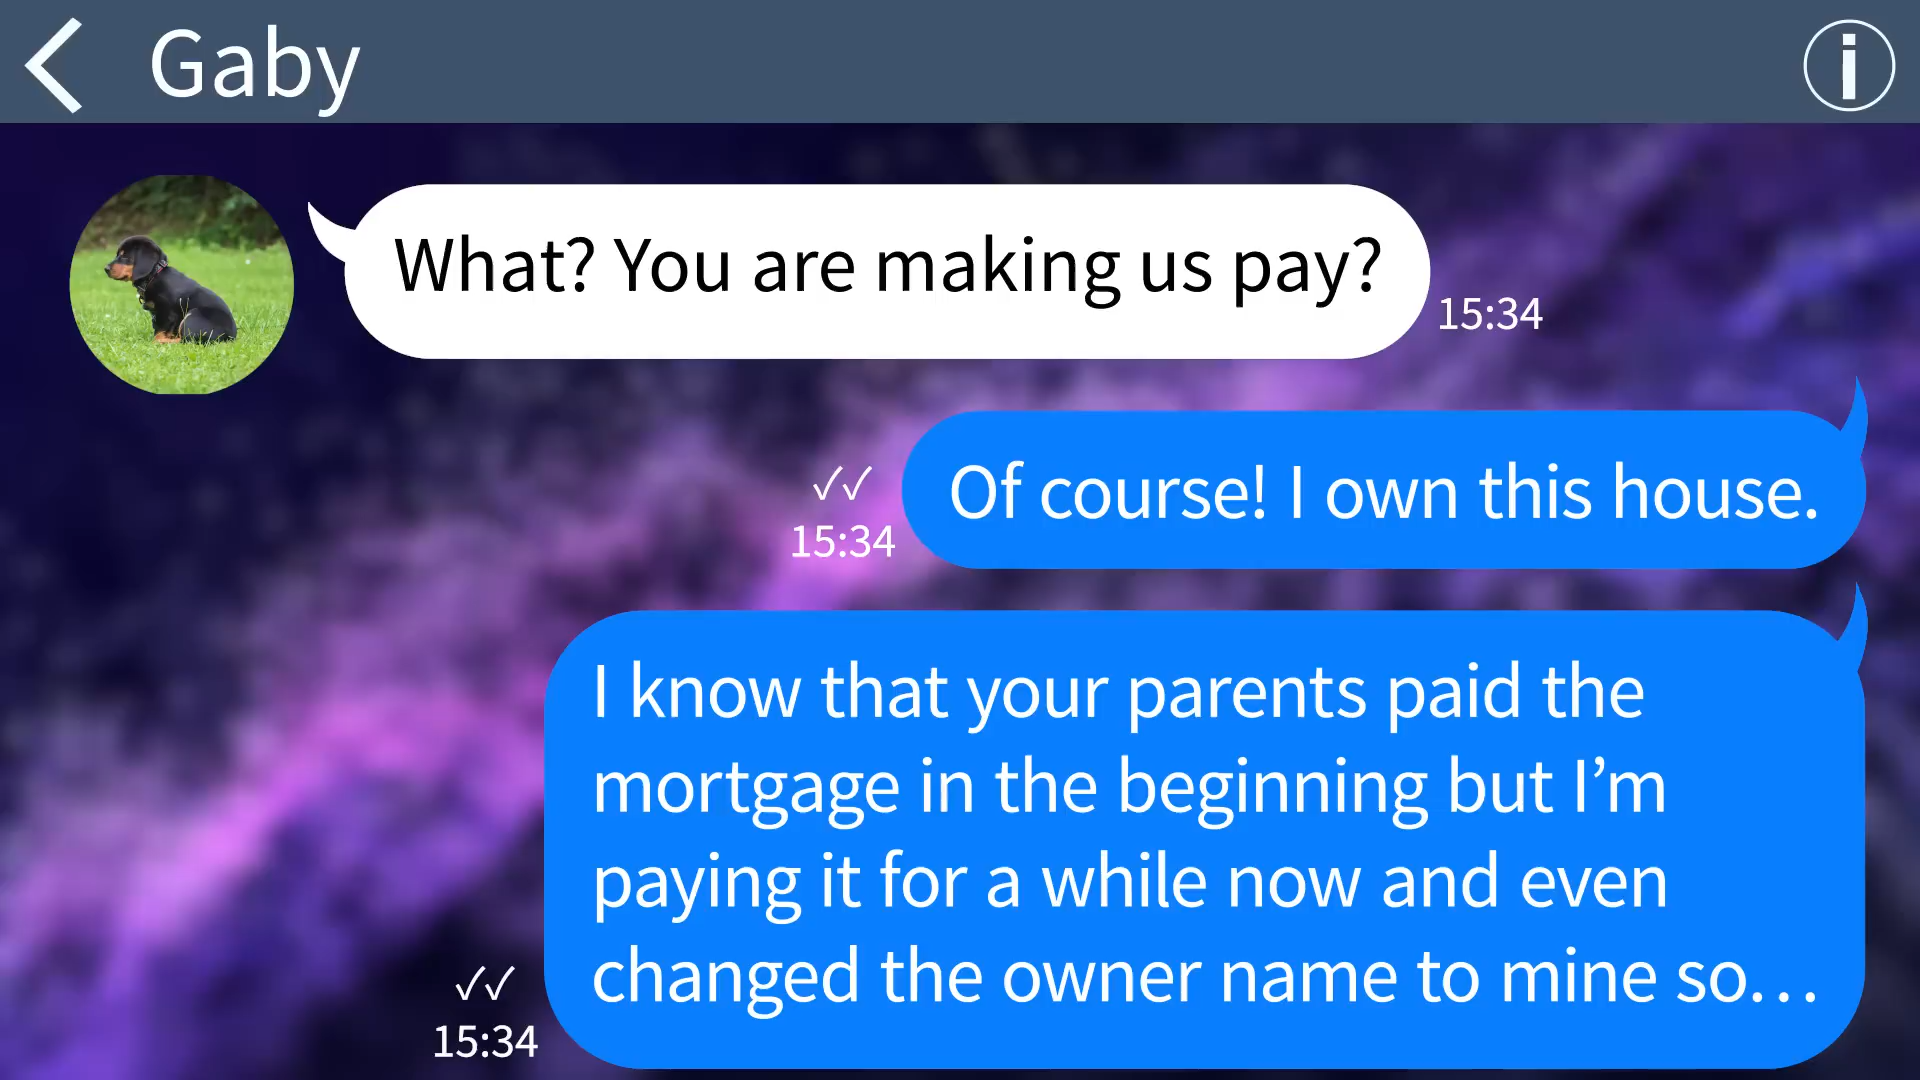 Gaby
What? You are making us pay?
15:34
Of course! I own this house.
15:34
I know that your parents paid the
mortgage in the beginning but I’m
paying it for a while now and even
changed the owner name to mine so…
15:34